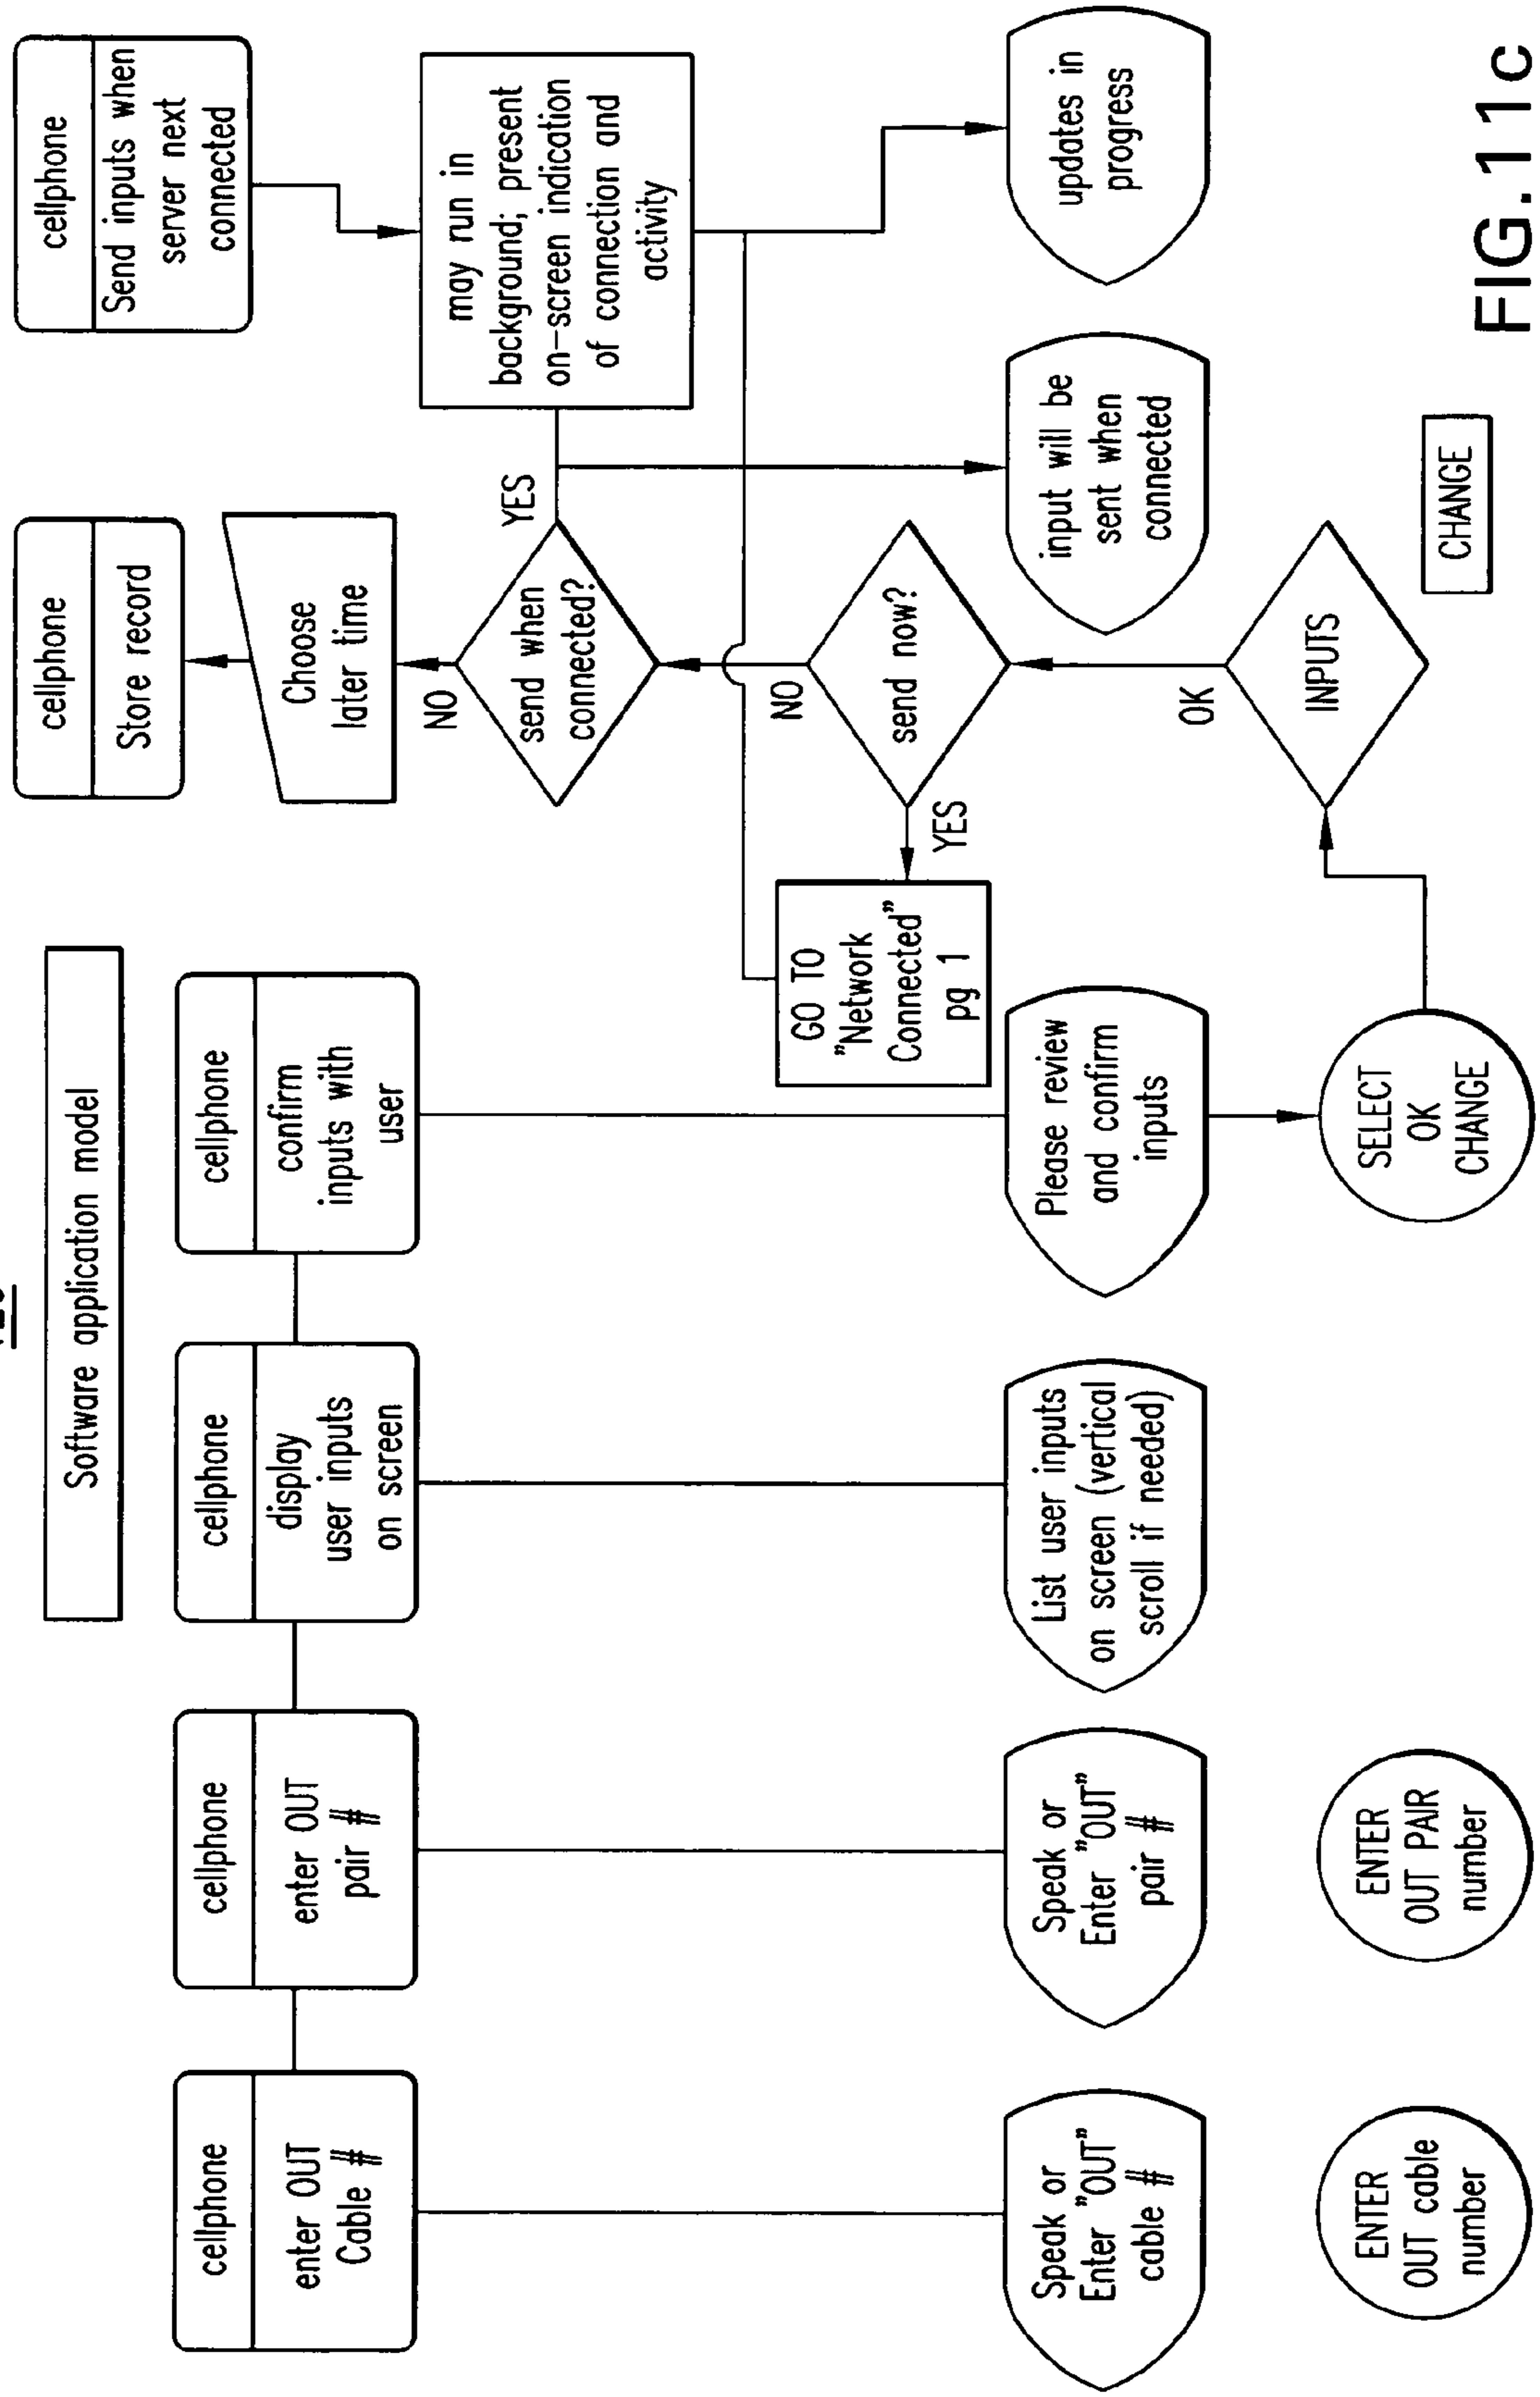 Software application model
cellphone
enter OUT
Cable #
cellphone
enter OUT
pair #
cellphone
display
user inputs
on screen
cellphone
confirm
inputs with
user
cellphone
Store record
cellphone
Send inputs when
server next
connected
Choose
later time
NO
send when
connected?
YES
may run in
background; present
on-screen indication
of connection and
activity
GO TO
"Network
Connected"
pg 1
YES
NO
send now?
Speak or
Enter "OUT"
cable #
Speak or
Enter "OUT"
pair #
List user inputs
on screen (vertical
scroll if needed)
Please review
and confirm
inputs
input will be
sent when
connected
updates in
progress
OK
INPUTS
ENTER
OUT cable
number
ENTER
OUT PAIR
number
SELECT
OK
CHANGE
CHANGE
FIG.11c